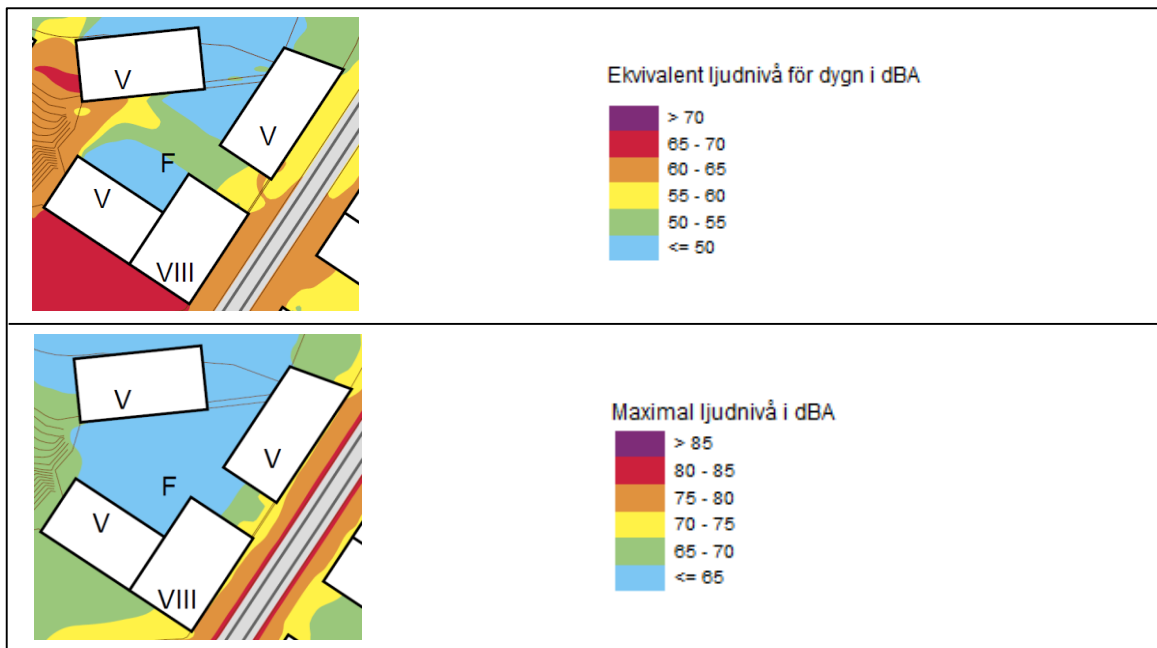 V
V
F
V
VIII
Ekvivalent ljudnivå för dygn i dBA
> 70
65 - 70
60 - 65
55 - 60
50 - 55
<= 50
V
V
F
V
VIII
Maximal ljudnivå i dBA
> 85
80 - 85
75 - 80
70 - 75
65 - 70
<= 65